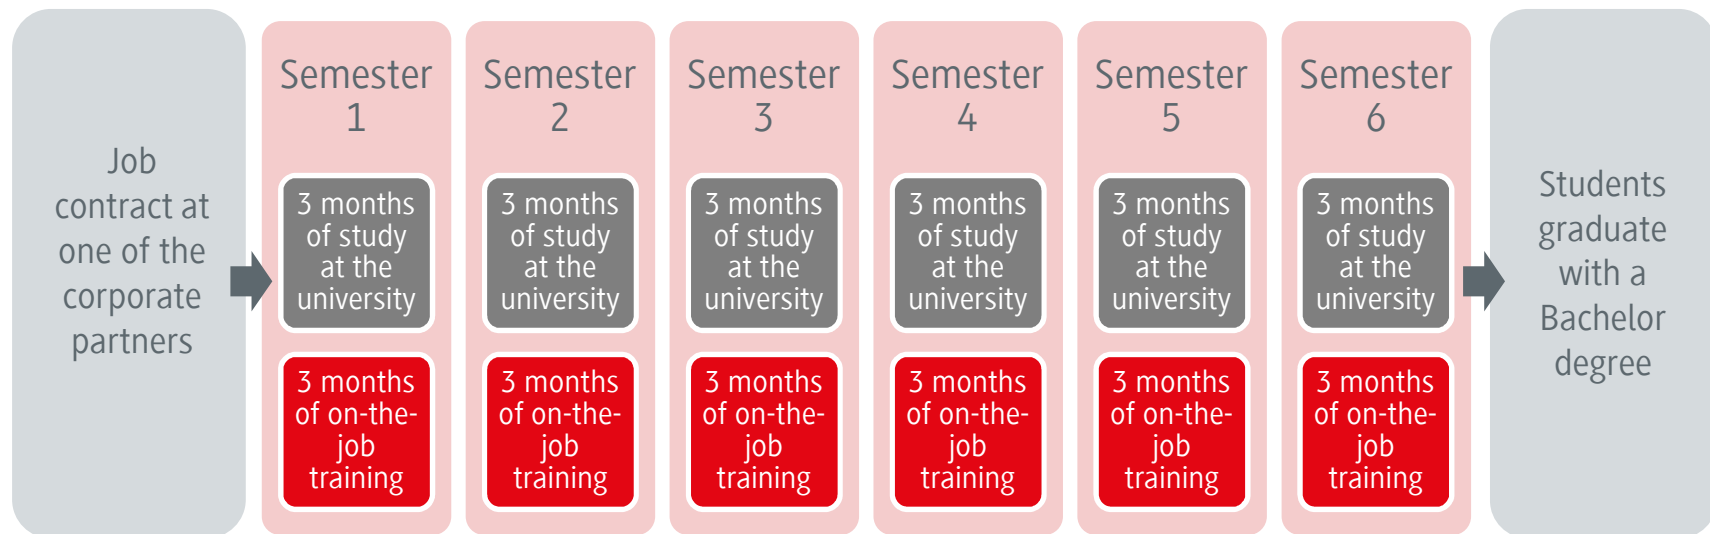 Job
contract at
one of the
corporate
partners
Semester
1
3 months
of study
at the
university
3 months
of on-the-
job
training
Semester
2
3 months
of study
at the
university
3 months
of on-the-
job
training
Semester
3
3 months
of study
at the
university
3 months
of on-the-
job
training
Semester
4
3 months
of study
at the
university
3 months
of on-the-
job
training
Semester
5
3 months
of study
at the
university
3 months
of on-the-
job
training
Semester
6
3 months
of study
at the
university
3 months
of on-the-
job
training
Students
graduate
with a
Bachelor
degree